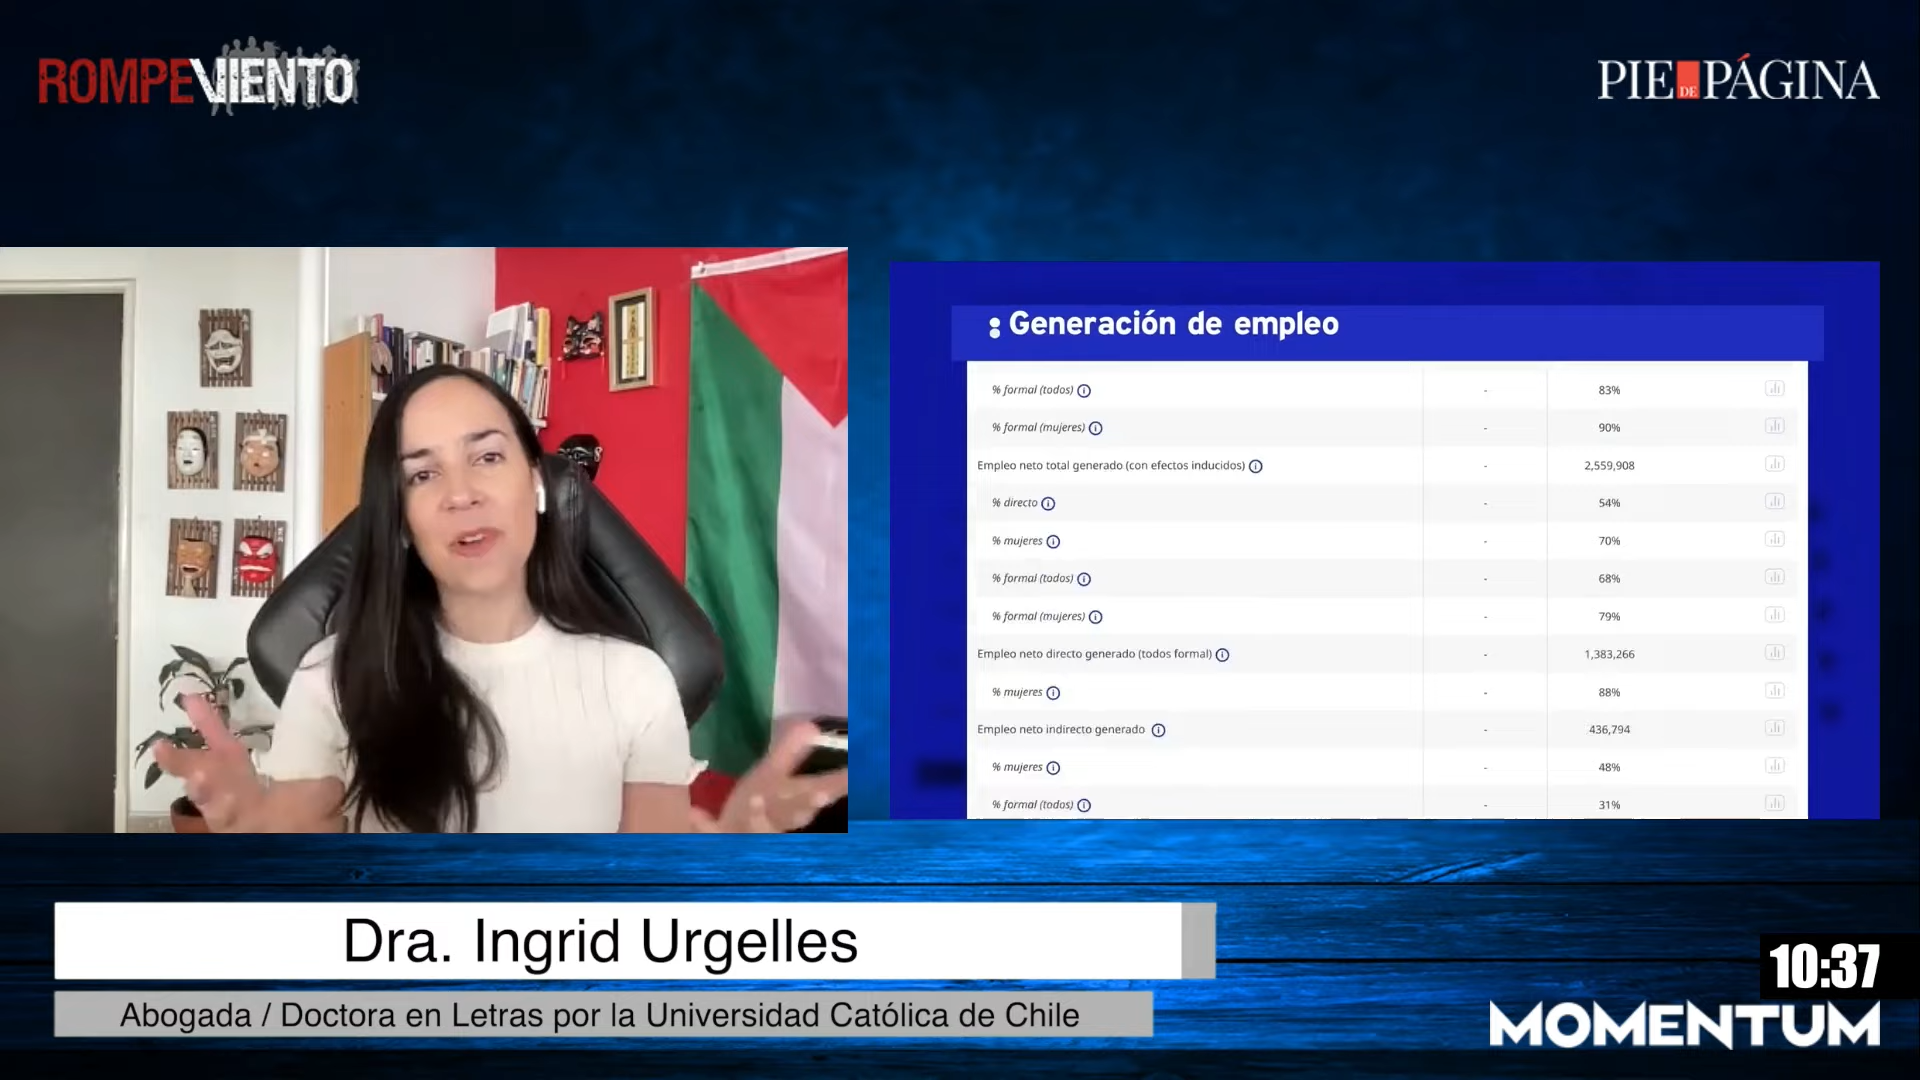 ROMPEVIENTO
PIE DE PÁGINA
: Generación de empleo
% formal (todos) i - 83%
% formal (mujeres) i - 90%
Empleo neto total generado (con efectos inducidos) i - 2,559,908
% directo i - 54%
% mujeres i - 70%
% formal (todos) i - 68%
% formal (mujeres) i - 79%
Empleo neto directo generado (todos formal) i - 1,383,266
% mujeres i - 88%
Empleo neto indirecto generado i - 436,794
% mujeres i - 48%
% formal (todos) i - 31%
Dra. Ingrid Urgelles
Abogada / Doctora en Letras por la Universidad Católica de Chile
10:37
MOMENTUM